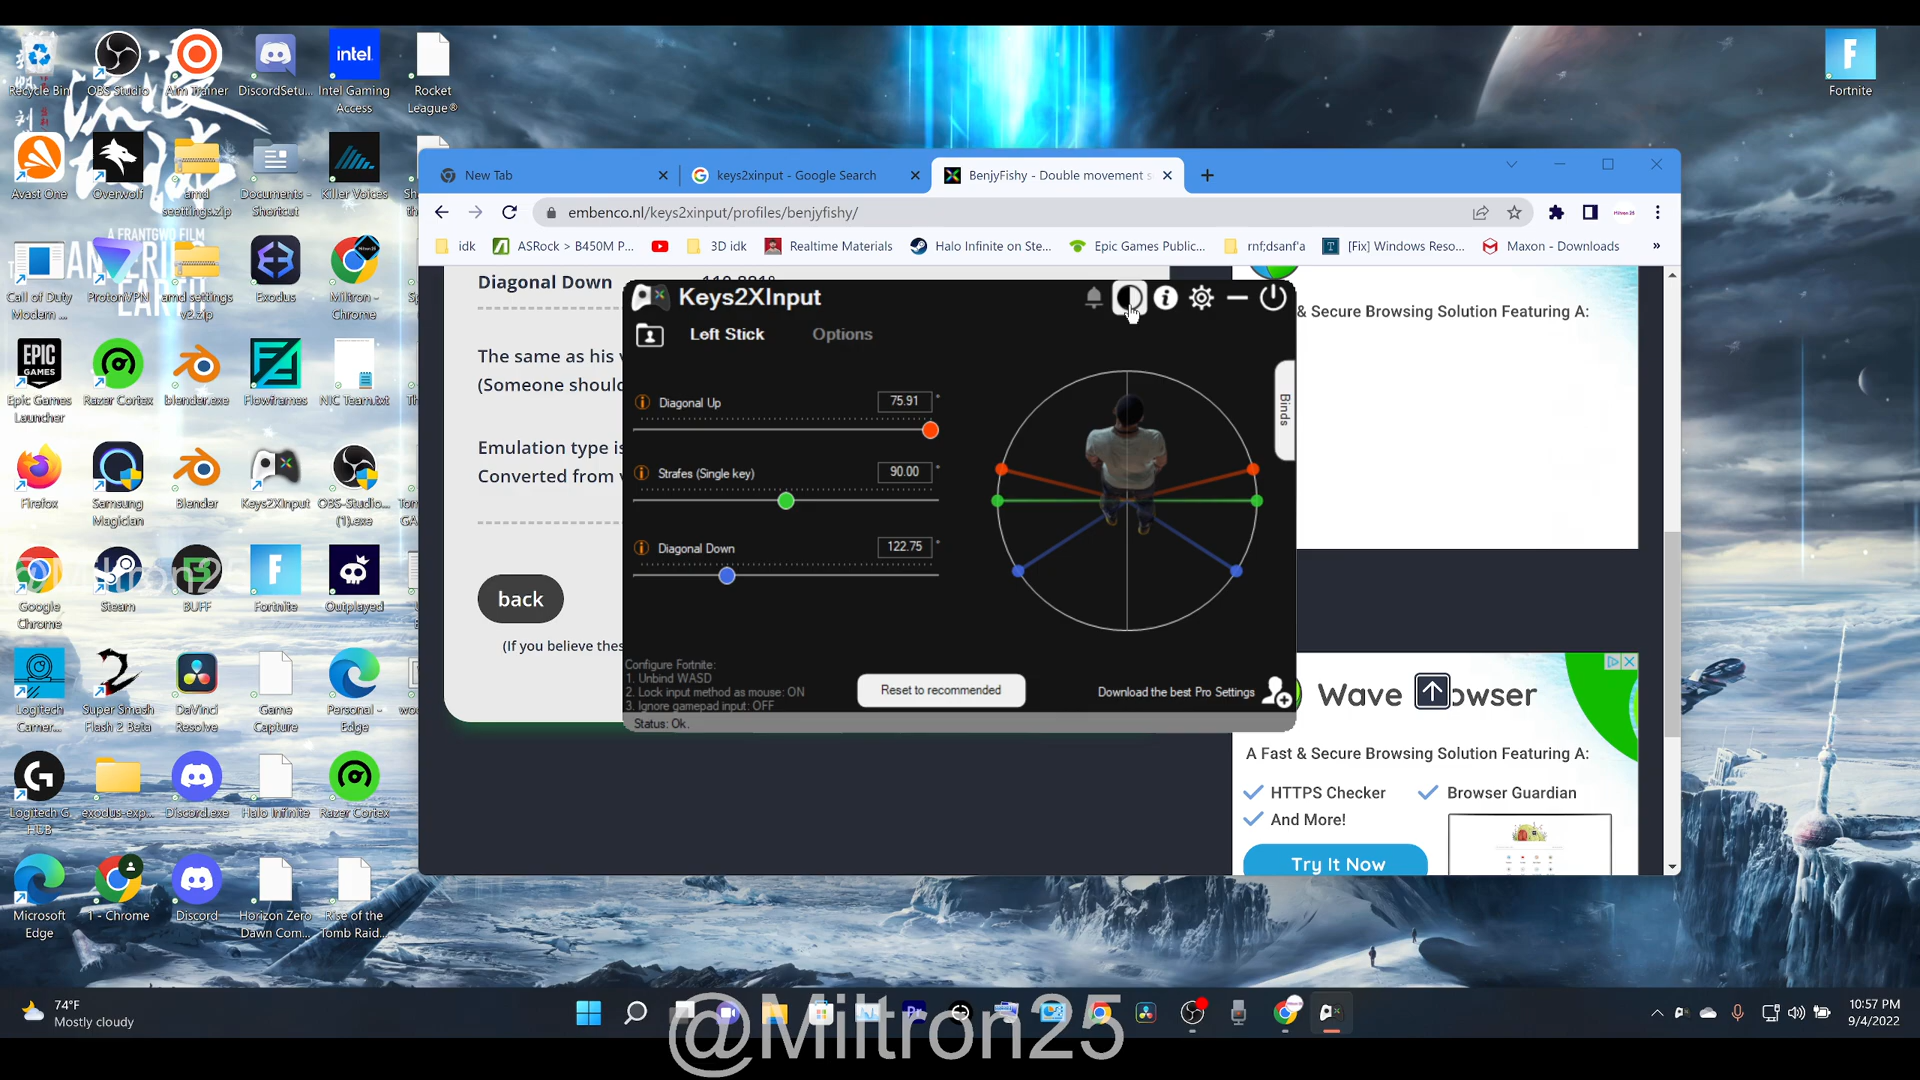 Recycle Bin
OBS Studio
Aim Trainer
DiscordSetu...
Intel Gaming
Access
Rocket
League®
intel.
Fortnite
Avast One
Overwolf
amd
seettings.zip
Documents -
Shortcut
Killer Voices
A FRANTGWO FILM
Call of Duty
Modern ...
ProtonVPN
amd settings
v2.zip
Exodus
Miltron -
Chrome
Epic Games
Launcher
Razer Cortex
blender.exe
Flowframes
NIC Team.txt
Firefox
Samsung
Magician
Blender
Keys2XInput
OBS-Studio...
(1).exe
@Miltron25
Google
Chrome
Steam
BUFF
Fortnite
Outplayed
Logitech
Camer...
Super Smash
Flash 2 Beta
DaVinci
Resolve
Game
Capture
Personal -
Edge
Logitech G
HUB
exodus-exp...
Discord.exe
Halo Infinite
Razer Cortex
Microsoft
Edge
1 - Chrome
Discord
Horizon Zero
Dawn Com...
Rise of the
Tomb Raid...
New Tab
keys2xinput - Google Search
BenjyFishy - Double movement s
embenco.nl/keys2xinput/profiles/benjyfishy/
idk
ASRock > B450M P...
3D idk
Realtime Materials
Halo Infinite on Ste...
Epic Games Public...
rnf;dsanf'a
[Fix] Windows Reso...
Maxon - Downloads
»
Diagonal Down
The same as his
(Someone should
Emulation type is
Converted from
back
(If you believe thes
Keys2XInput
Left Stick
Options
Diagonal Up
75.91 °
Strafes (Single key)
90.00 °
Diagonal Down
122.75 °
Binds
Configure Fortnite:
1. Unbind WASD
2. Lock input method as mouse: ON
3. Ignore gamepad input: OFF
Reset to recommended
Download the best Pro Settings
Status: Ok.
& Secure Browsing Solution Featuring A:
Wave
owser
A Fast & Secure Browsing Solution Featuring A:
HTTPS Checker
Browser Guardian
And More!
Try It Now
74°F
Mostly cloudy
@Miltron25
10:57 PM
9/4/2022